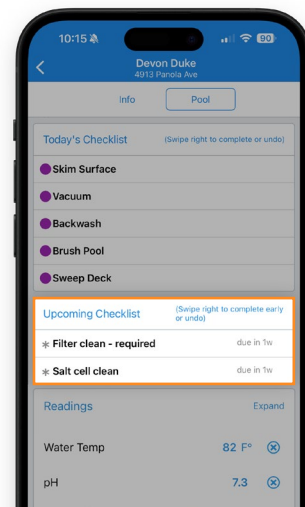 10:15
90
Devon Duke
4913 Panola Ave
Info
Pool
Today's Checklist
(Swipe right to complete or undo)
Skim Surface
Vacuum
Backwash
Brush Pool
Sweep Deck
Upcoming Checklist
(Swipe right to complete early
or undo)
* Filter clean - required
due in 1w
* Salt cell clean
due in 1w
Readings
Expand
Water Temp
82 F°
pH
7.3